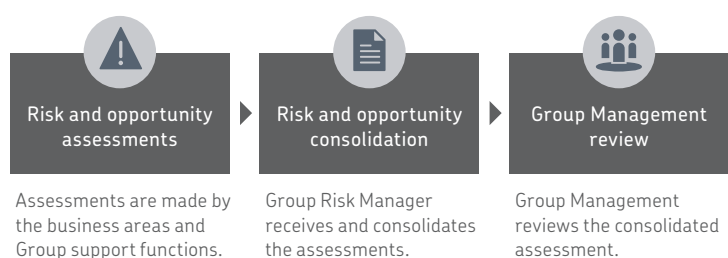 Risk and opportunity
assessments
Assessments are made by
the business areas and
Group support functions.
Risk and opportunity
consolidation
Group Risk Manager
receives and consolidates
the assessments.
Group Management
review
Group Management
reviews the consolidated
assessment.